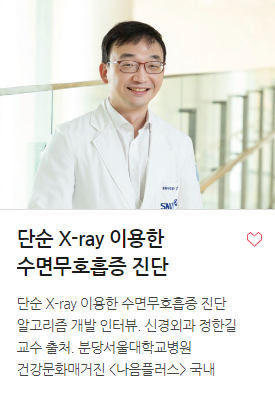 SNU
단순 X-ray 이용한
수면무호흡증 진단
단순 X-ray 이용한 수면무호흡증 진단
알고리즘 개발 인터뷰. 신경외과 정한길
교수 출처. 분당서울대학교병원
건강문화매거진 <나음플러스> 국내